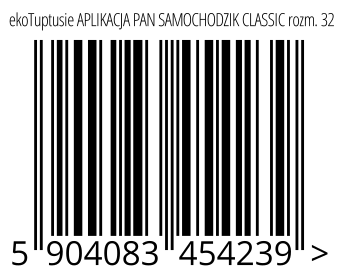 ekoTuptusie APLIKACJA PAN SAMOCHODZIK CLASSIC rozm. 32
5 904083 454239 >